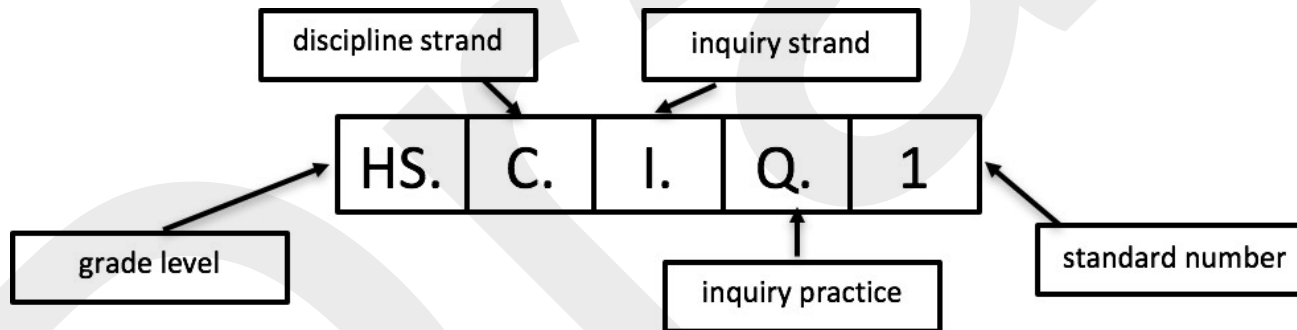 discipline strand
inquiry strand
HS. C. I. Q. 1
grade level
inquiry practice
standard number